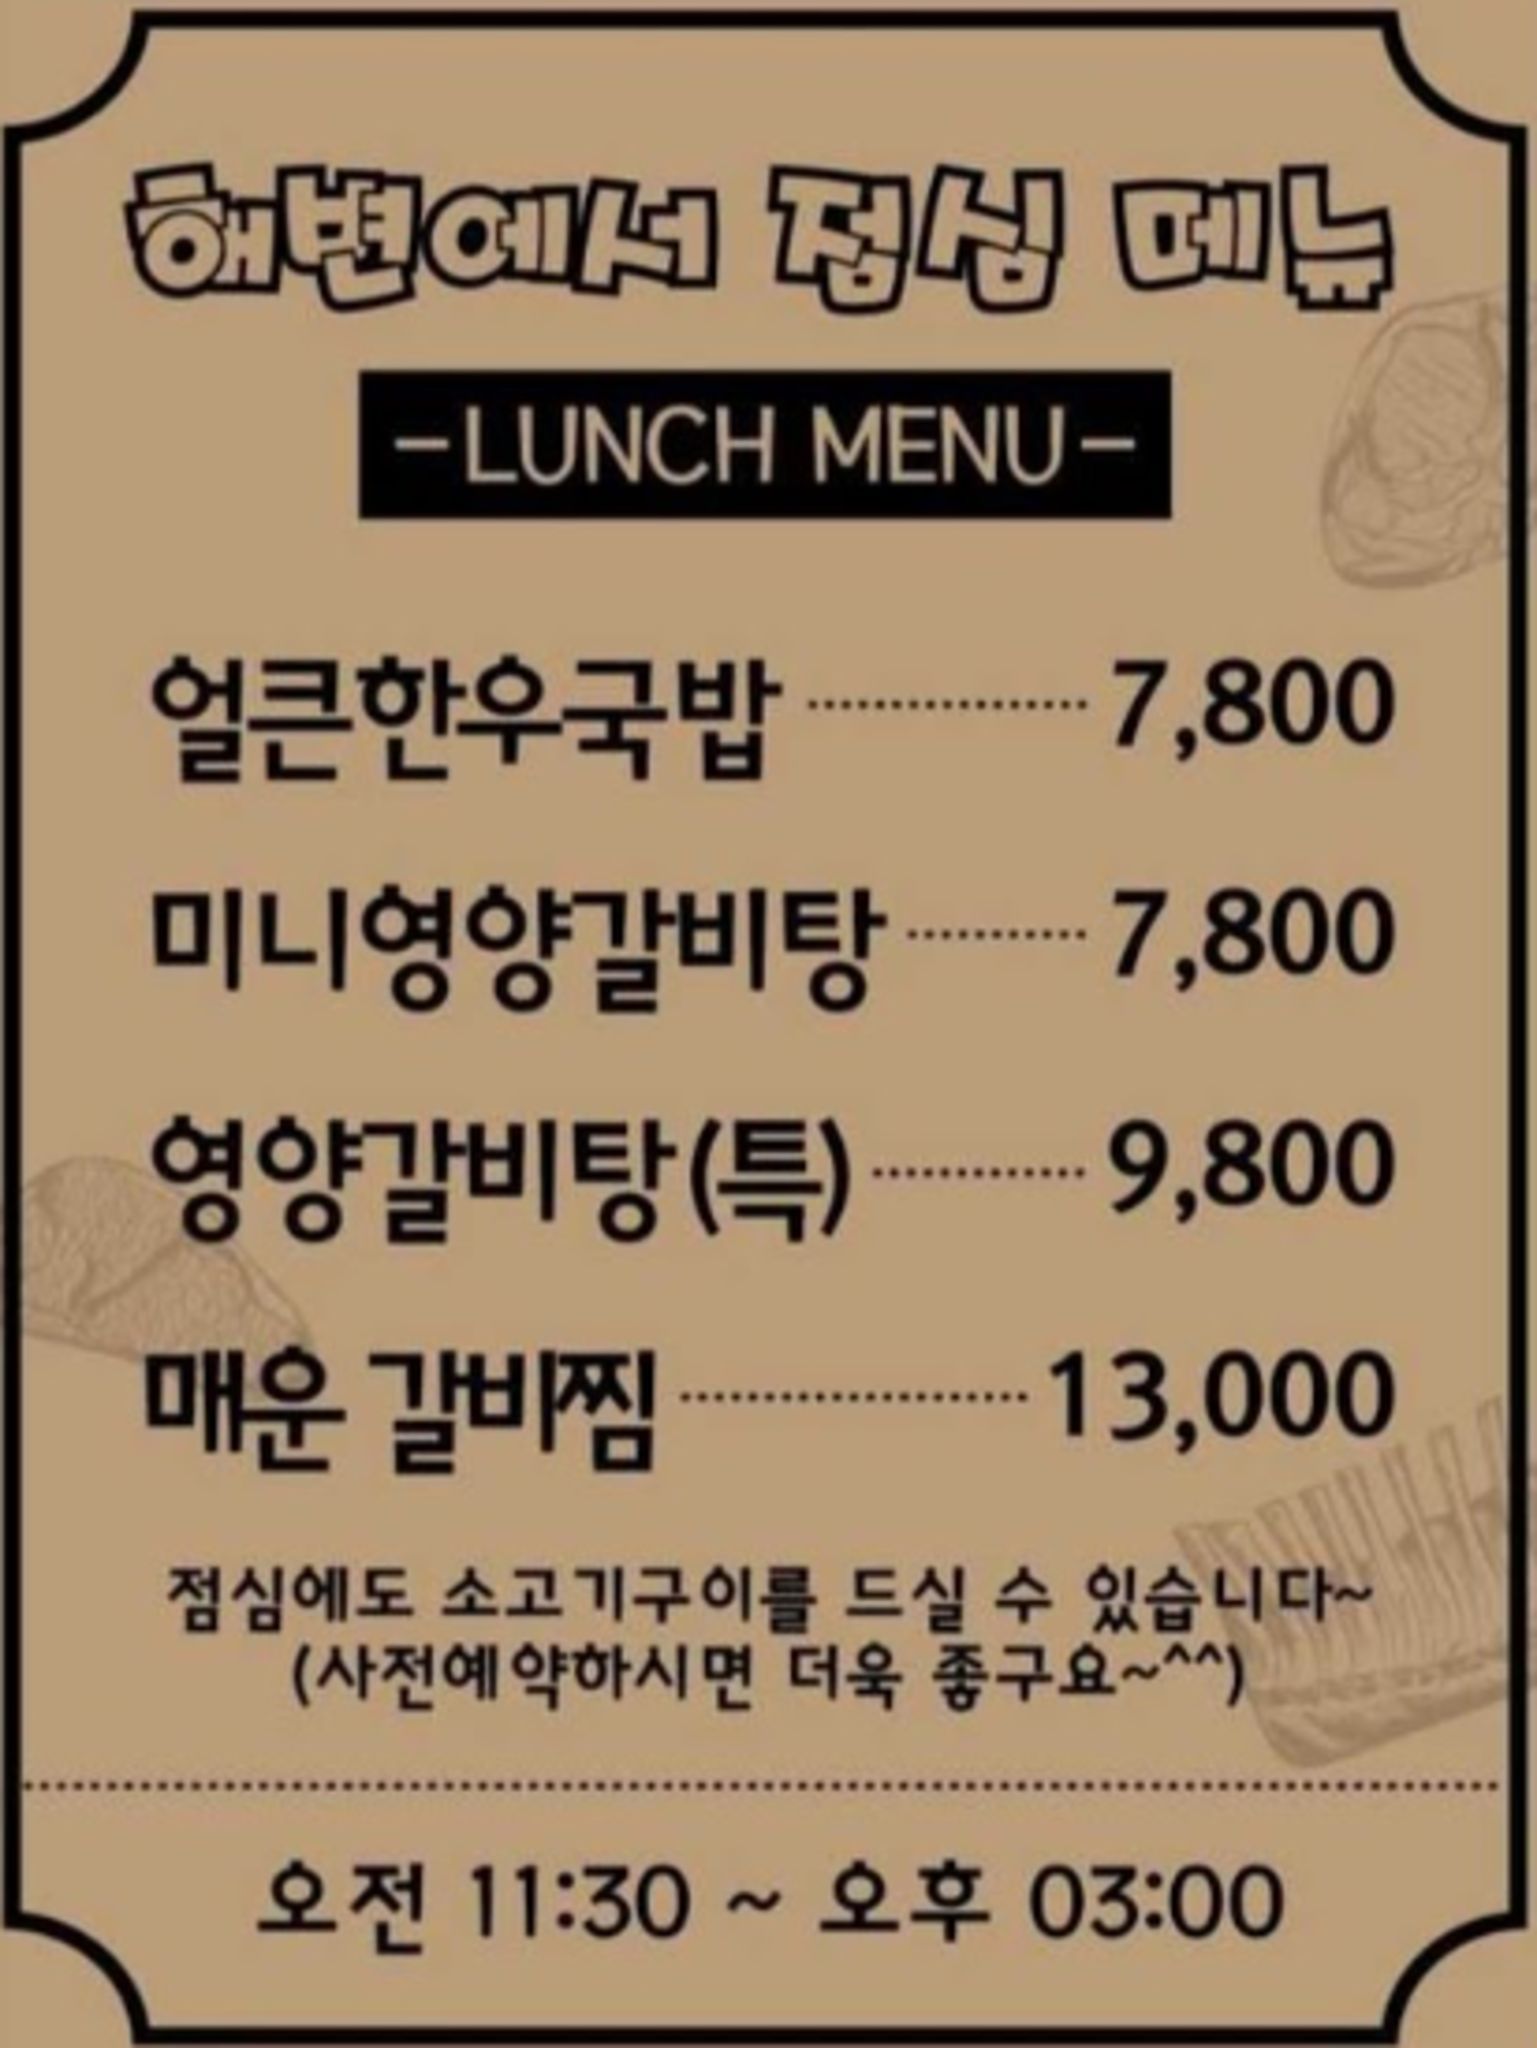 해변에서 점심 메뉴
-LUNCH MENU-
얼큰한우국밥 7,800
미니영양갈비탕 7,800
영양갈비탕(특) 9,800
매운 갈비찜 13,000
점심에도 소고기구이를 드실 수 있습니다~
(사전예약하시면 더욱 좋구요~^^)
오전 11:30 ~ 오후 03:00